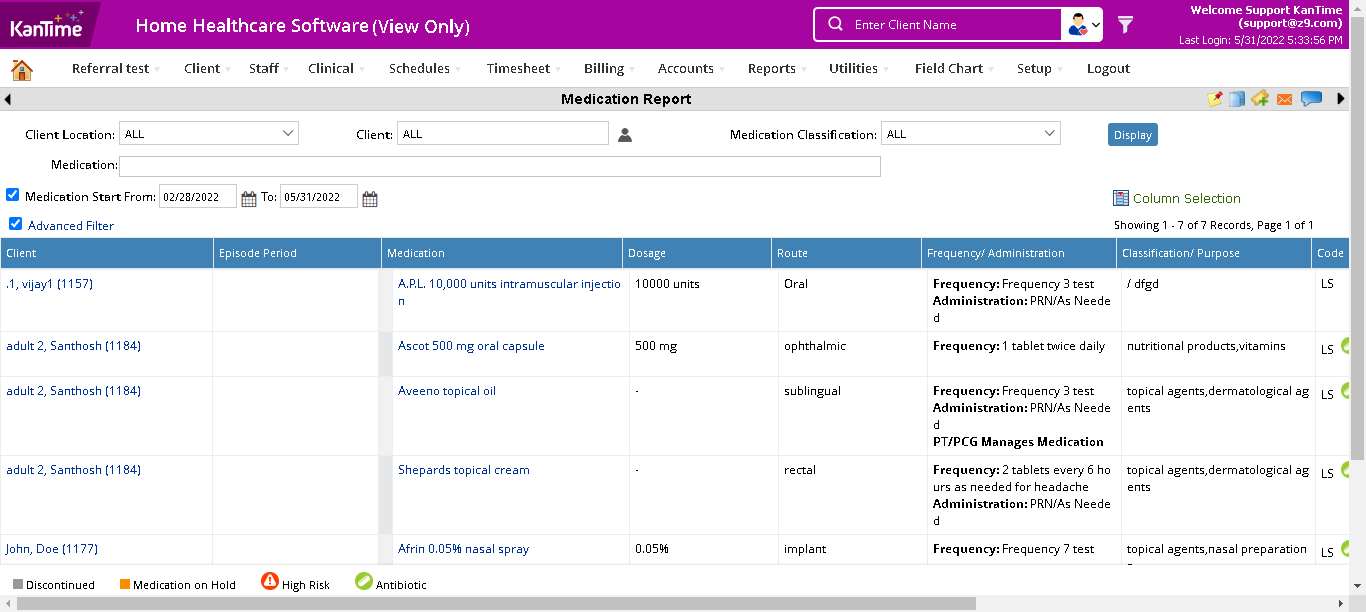 KanTime
Home Healthcare Software (View Only)
Enter Client Name
Welcome Support KanTime
(support@z9.com)
Last Login: 5/31/2022 5:33:56 PM
Referral test Client Staff Clinical Schedules Timesheet Billing Accounts Reports Utilities Field Chart Setup Logout
Medication Report
Client Location: ALL Client: ALL Medication Classification: ALL Display
Medication:
Medication Start From: 02/28/2022 To: 05/31/2022
Column Selection
Advanced Filter
Showing 1 - 7 of 7 Records, Page 1 of 1
Client Episode Period Medication Dosage Route Frequency/ Administration Classification/ Purpose Code
.1, vijay1 (1157) A.P.L. 10,000 units intramuscular injectio 10000 units Oral Frequency: Frequency 3 test / dfgd LS
n Administration: PRN/As Neede
d
adult 2, Santhosh (1184) Ascot 500 mg oral capsule 500 mg ophthalmic Frequency: 1 tablet twice daily nutritional products,vitamins LS
adult 2, Santhosh (1184) Aveeno topical oil - sublingual Frequency: Frequency 3 test topical agents,dermatological ag LS
Administration: PRN/As Neede ents
d
PT/PCG Manages Medication
adult 2, Santhosh (1184) Shepards topical cream - rectal Frequency: 2 tablets every 6 ho topical agents,dermatological ag LS
urs as needed for headache ents
Administration: PRN/As Neede
d
John, Doe (1177) Afrin 0.05% nasal spray 0.05% implant Frequency: Frequency 7 test topical agents,nasal preparation LS
Discontinued Medication on Hold High Risk Antibiotic